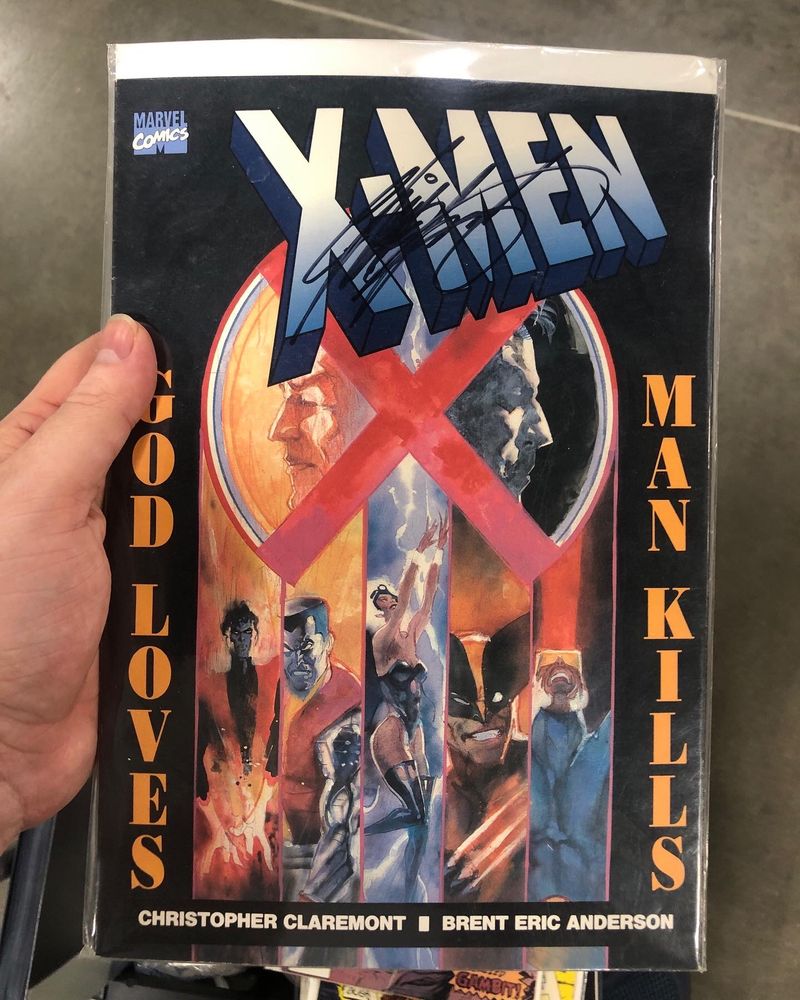 MARVEL
COMICS
M
X-MEN
GOD LOVES
MAN KILLS
CHRISTOPHER CLAREMONT BRENT ERIC ANDERSON
GAMBIT!